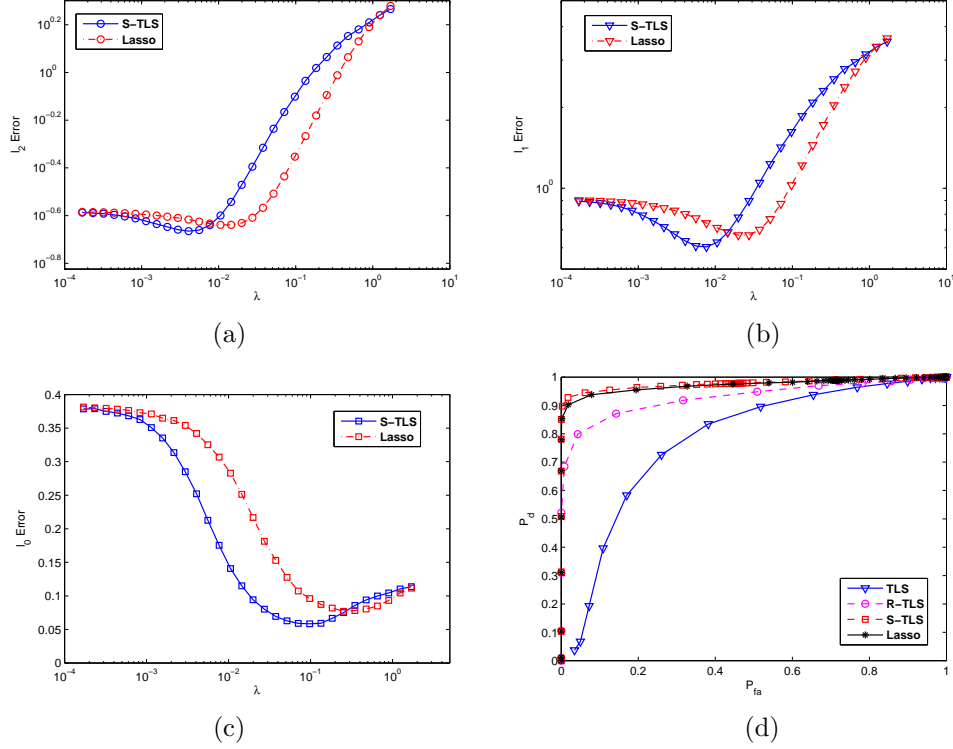 10^0.2
10^0
10^−0.2
10^−0.4
10^−0.6
10^−0.8
l_2 Error
S−TLS
Lasso
10^−4 10^−3 10^−2 10^−1 10^0 10^1
λ
(a)
10^0
l_1 Error
S−TLS
Lasso
10^−4 10^−3 10^−2 10^−1 10^0 10^1
λ
(b)
0.4
0.35
0.3
0.25
0.2
0.15
0.1
0.05
0
l_0 Error
S−TLS
Lasso
10^−4 10^−3 10^−2 10^−1 10^0
λ
(c)
1
0.9
0.8
0.7
0.6
0.5
0.4
0.3
0.2
0.1
0
P_d
TLS
R−TLS
S−TLS
Lasso
0 0.2 0.4 0.6 0.8 1
P_fa
(d)